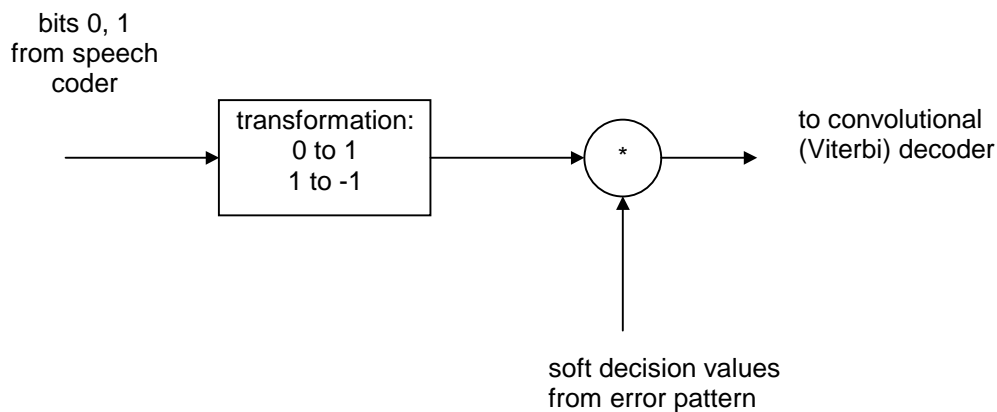 bits 0, 1
from speech
coder
transformation:
0 to 1
1 to -1
*
to convolutional
(Viterbi) decoder
soft decision values
from error pattern